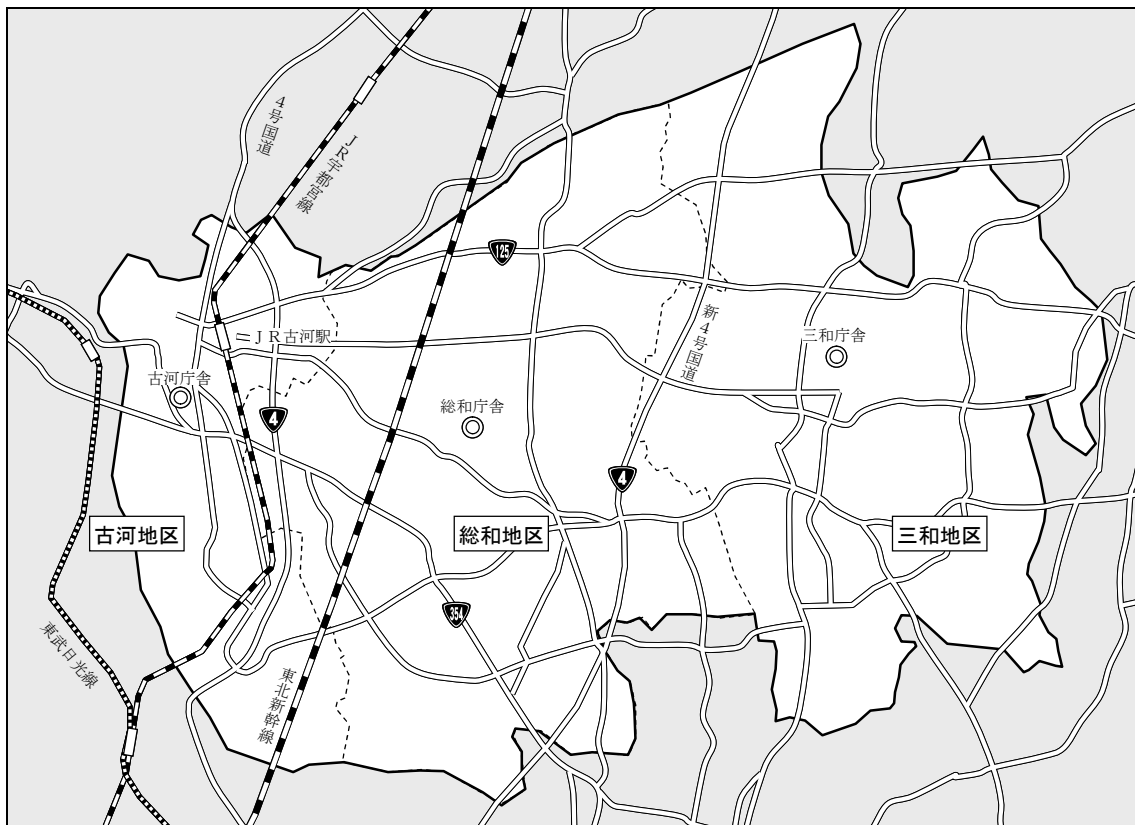 4号国道
JR宇都宮線
125
新4号国道
JR古河駅
三和庁舎
古河庁舎
総和庁舎
4
4
古河地区
総和地区
三和地区
354
東武日光線
東北新幹線